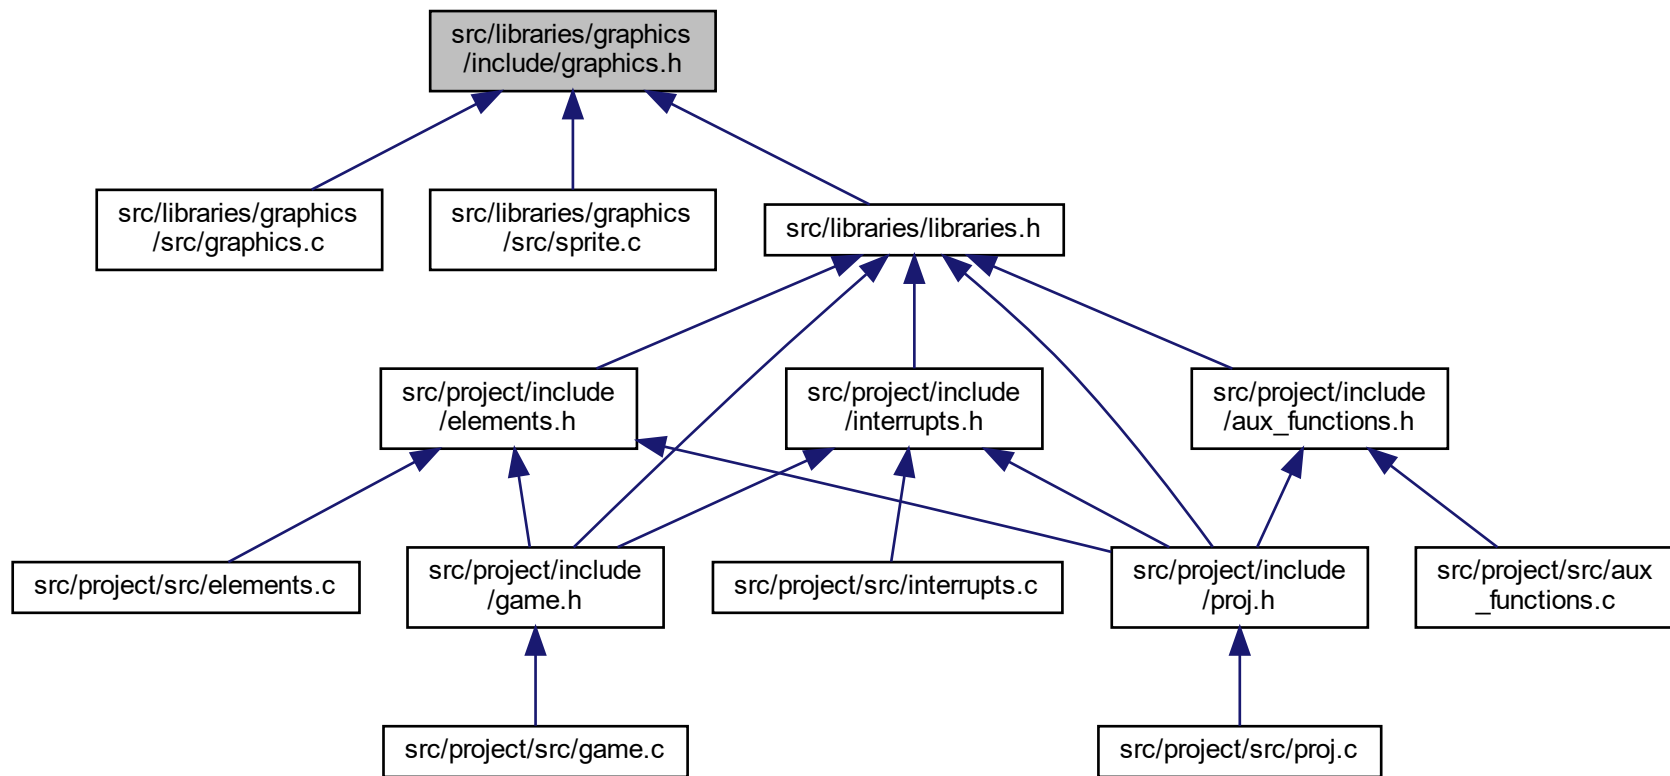 src/libraries/graphics
/include/graphics.h
src/libraries/graphics
/src/graphics.c
src/libraries/graphics
/src/sprite.c
src/libraries/libraries.h
src/project/include
/elements.h
src/project/include
/interrupts.h
src/project/include
/aux_functions.h
src/project/src/elements.c
src/project/include
/game.h
src/project/src/interrupts.c
src/project/include
/proj.h
src/project/src/aux
_functions.c
src/project/src/game.c
src/project/src/proj.c